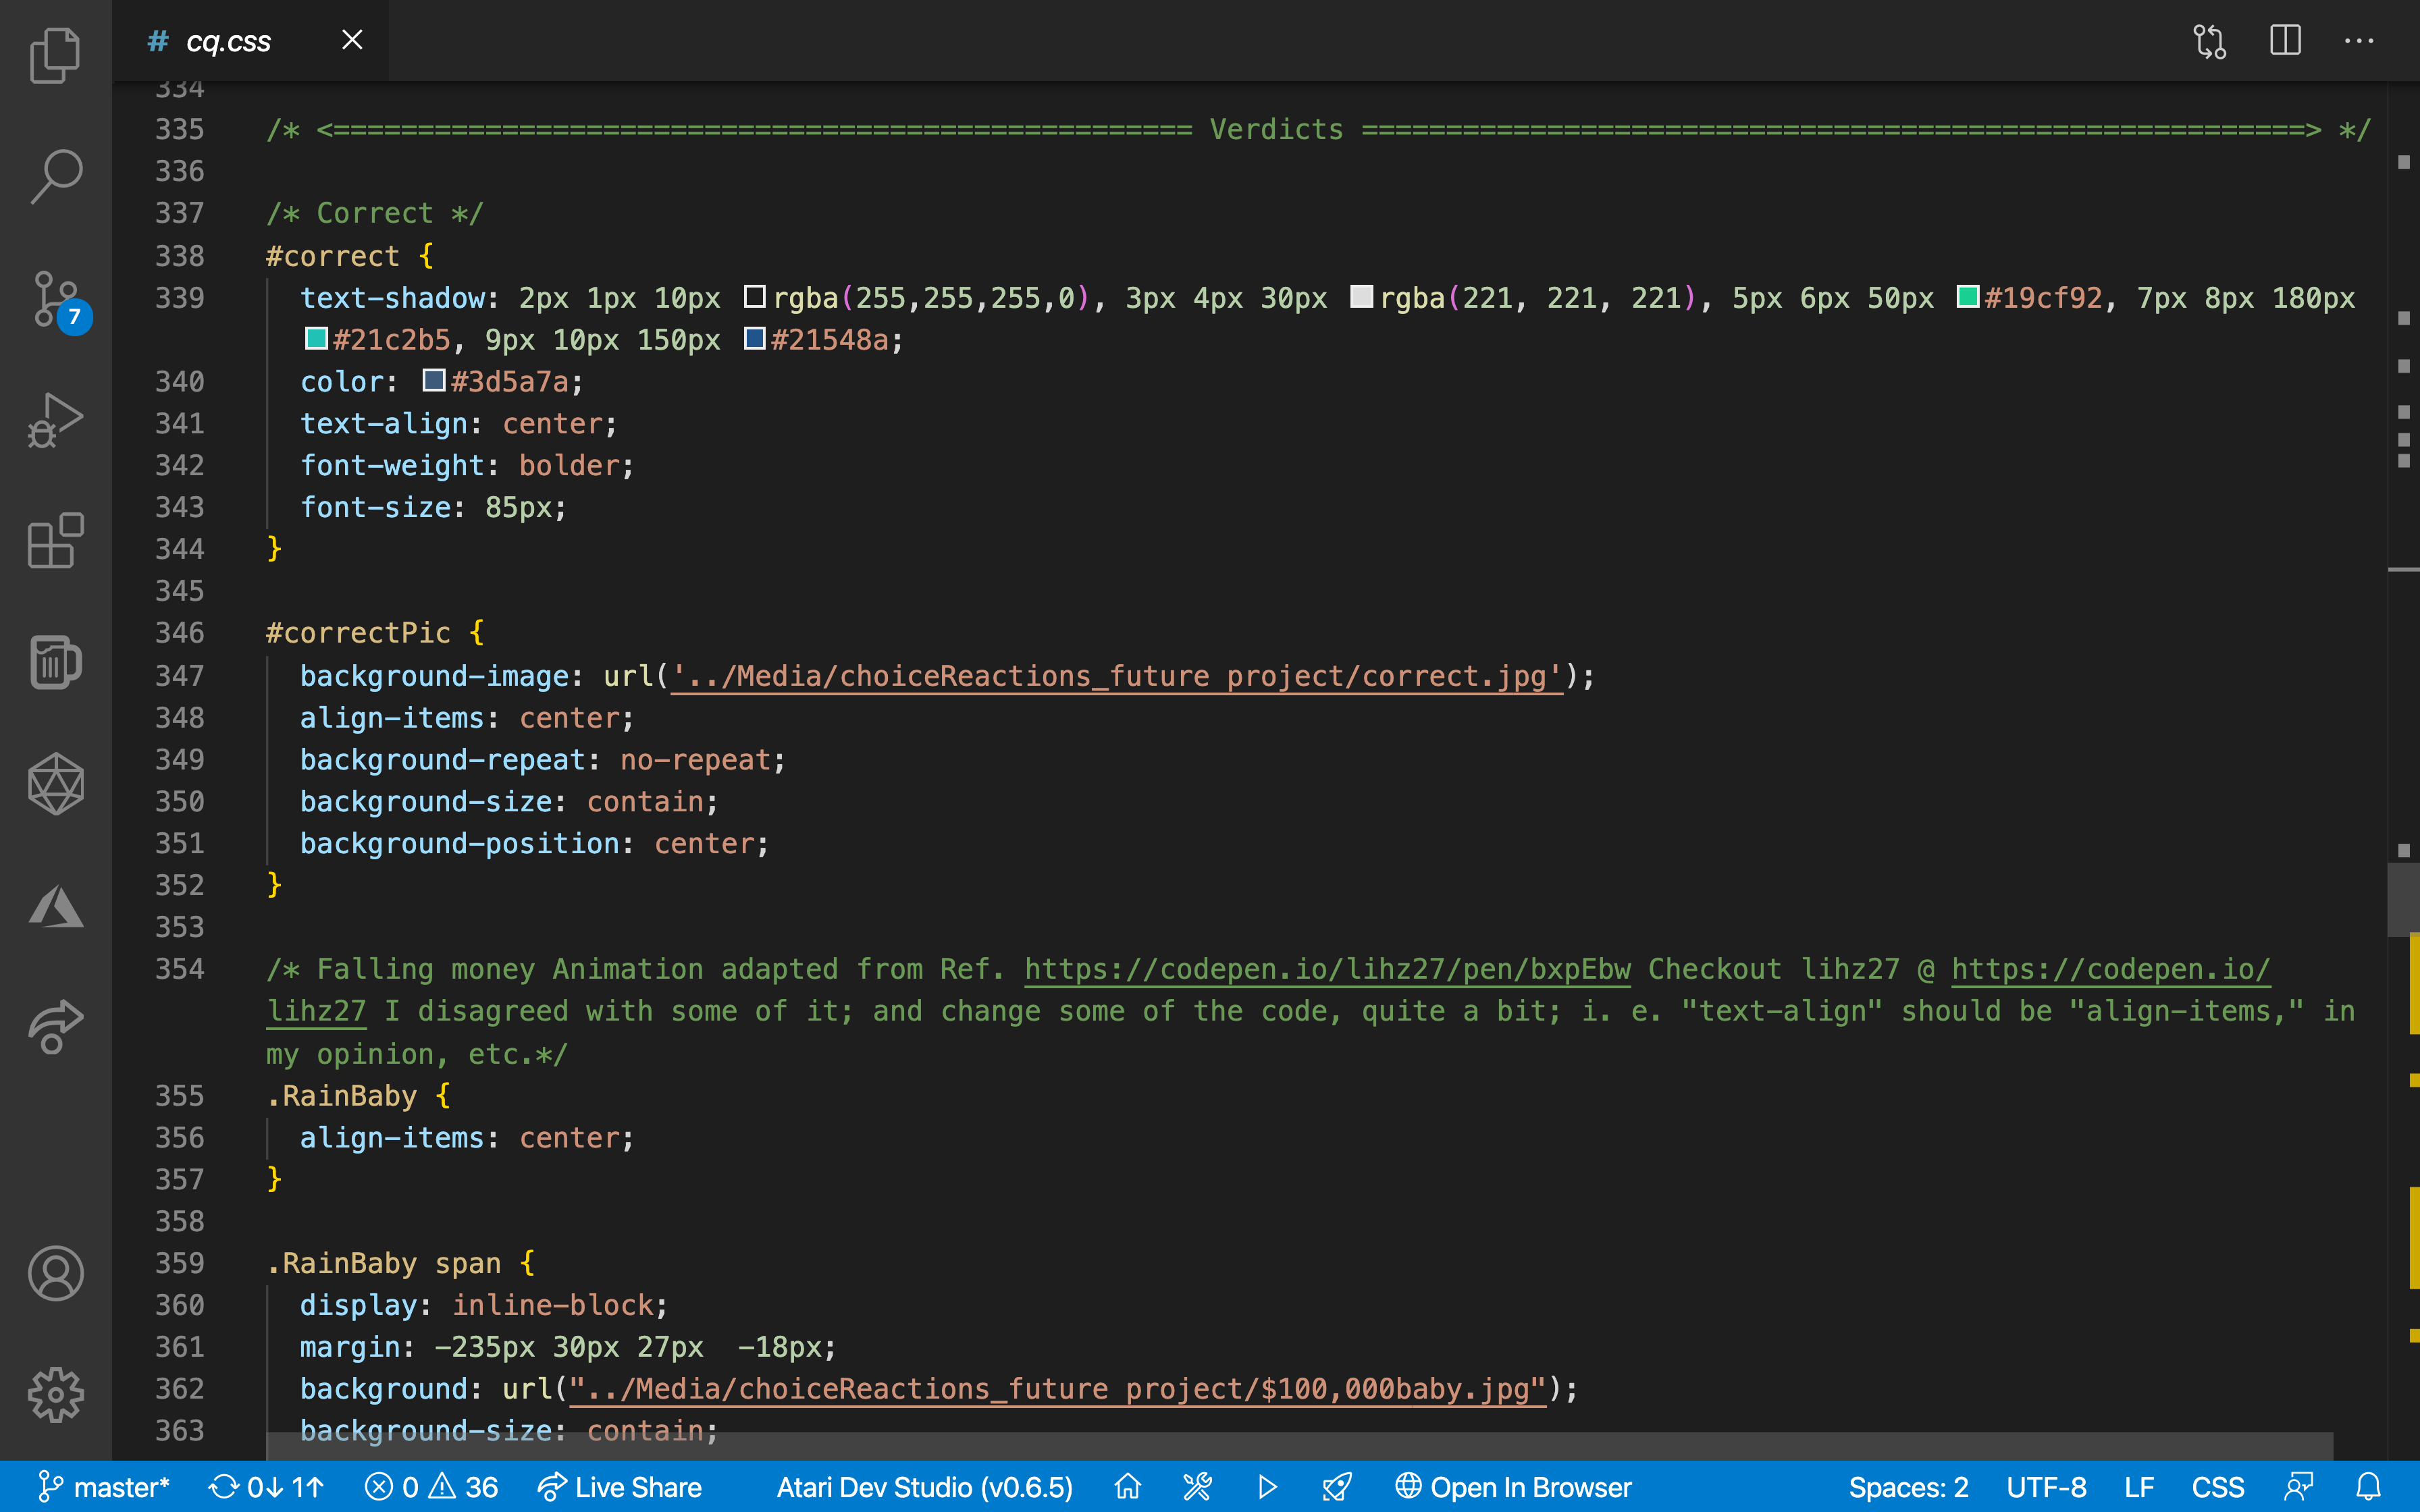 # cq.css
334
335 /* <=================================================== Verdicts ========================================================> */
336
337 /* Correct */
338 #correct {
339 text-shadow: 2px 1px 10px rgba(255,255,255,0), 3px 4px 30px rgba(221, 221, 221), 5px 6px 50px #19cf92, 7px 8px 180px
#21c2b5, 9px 10px 150px #21548a;
340 color: #3d5a7a;
341 text-align: center;
342 font-weight: bolder;
343 font-size: 85px;
344 }
345
346 #correctPic {
347 background-image: url('../Media/choiceReactions_future project/correct.jpg');
348 align-items: center;
349 background-repeat: no-repeat;
350 background-size: contain;
351 background-position: center;
352 }
353
354 /* Falling money Animation adapted from Ref. https://codepen.io/lihz27/pen/bxpEbw Checkout lihz27 @ https://codepen.io/
lihz27 I disagreed with some of it; and change some of the code, quite a bit; i. e. "text-align" should be "align-items," in
my opinion, etc.*/
355 .RainBaby {
356 align-items: center;
357 }
358
359 .RainBaby span {
360 display: inline-block;
361 margin: -235px 30px 27px  -18px;
362 background: url("../Media/choiceReactions_future project/$100,000baby.jpg");
363 background-size: contain;
7
master* 0↓ 1↑ 0 36 Live Share Atari Dev Studio (v0.6.5) Open In Browser Spaces: 2 UTF-8 LF CSS